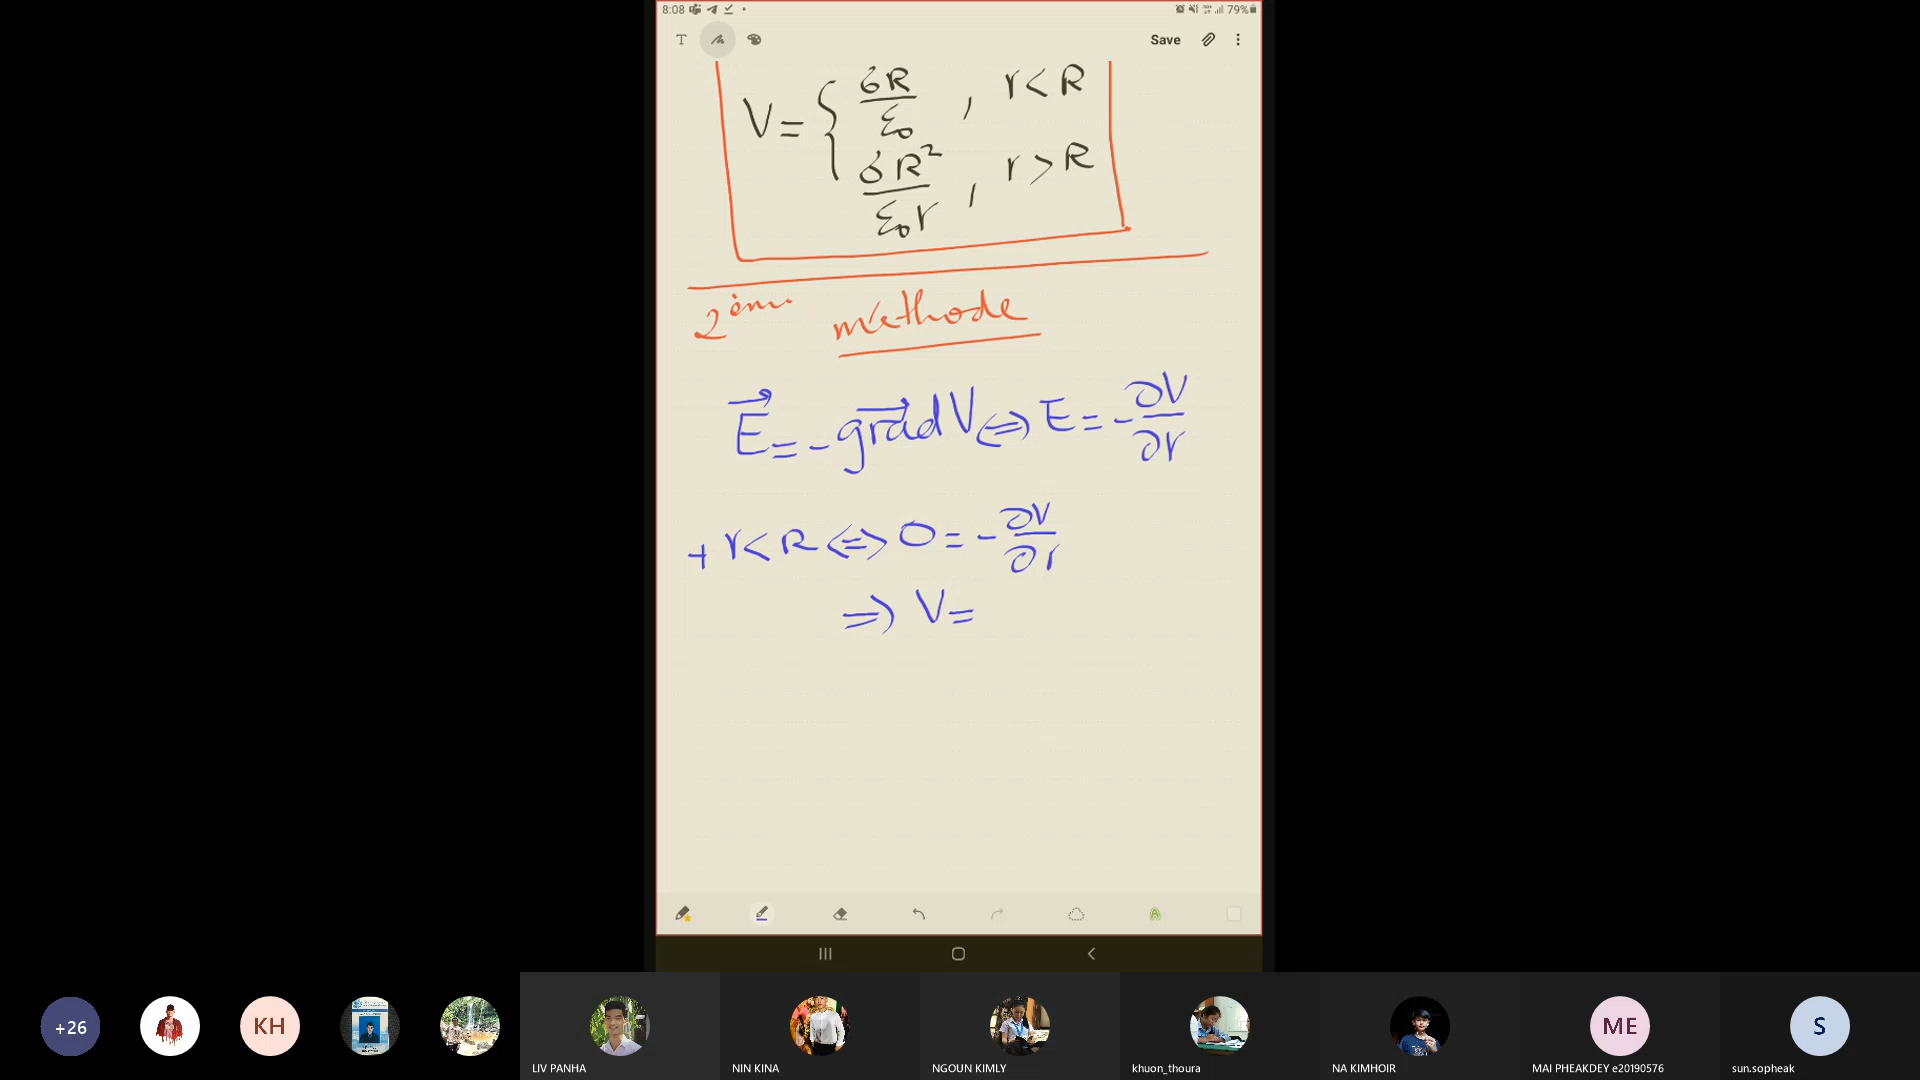 8:08
79%
T
Save
V = { σR/ε₀ , r < R
σR²/ε₀r , r > R
2ème méthode
E⃗ = - grad V ⇔ E = - ∂V/∂r
+ r < R ⇔ 0 = - ∂V/∂r
⇒ V =
A
+26
KH
ME
S
LIV PANHA
NIN KINA
NGOUN KIMLY
khuon_thoura
NA KIMHOIR
MAI PHEAKDEY e20190576
sun.sopheak